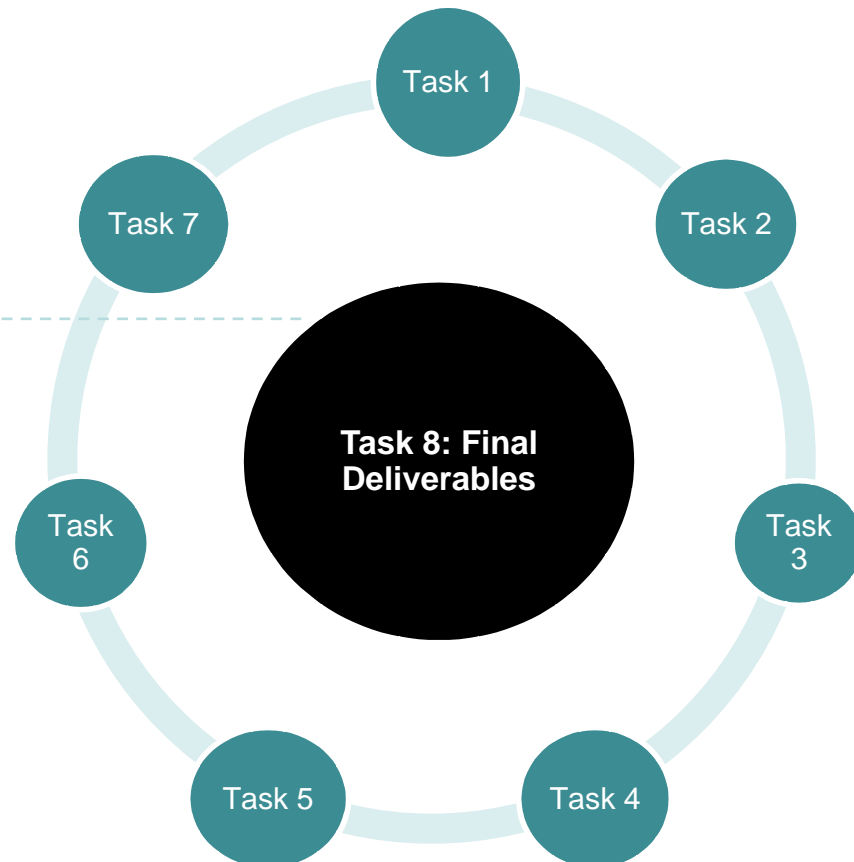 Task 1
Task 2
Task 7
Task 8: Final
Deliverables
Task
3
Task
6
Task 4
Task 5